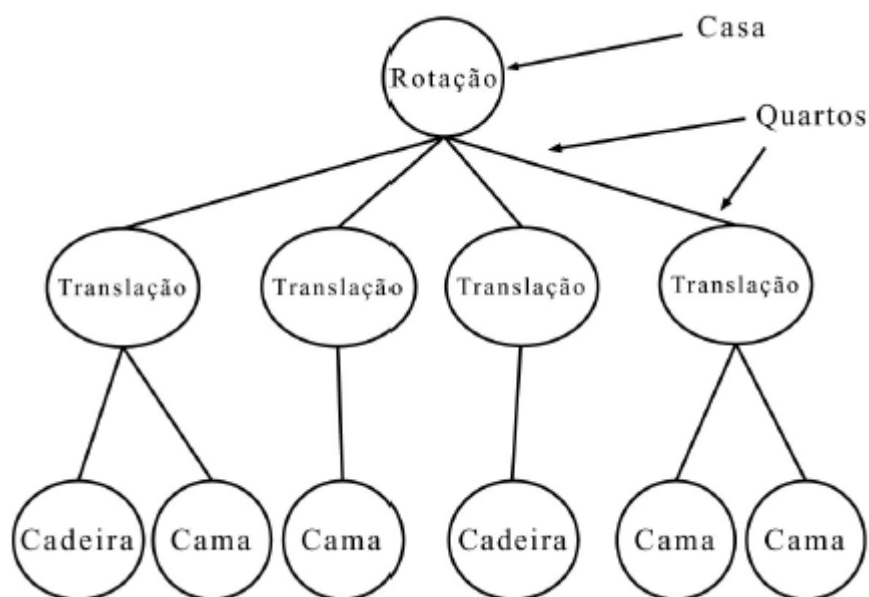 Casa
Rotação
Quartos
Translação
Translação
Translação
Translação
Cadeira
Cama
Cama
Cadeira
Cama
Cama